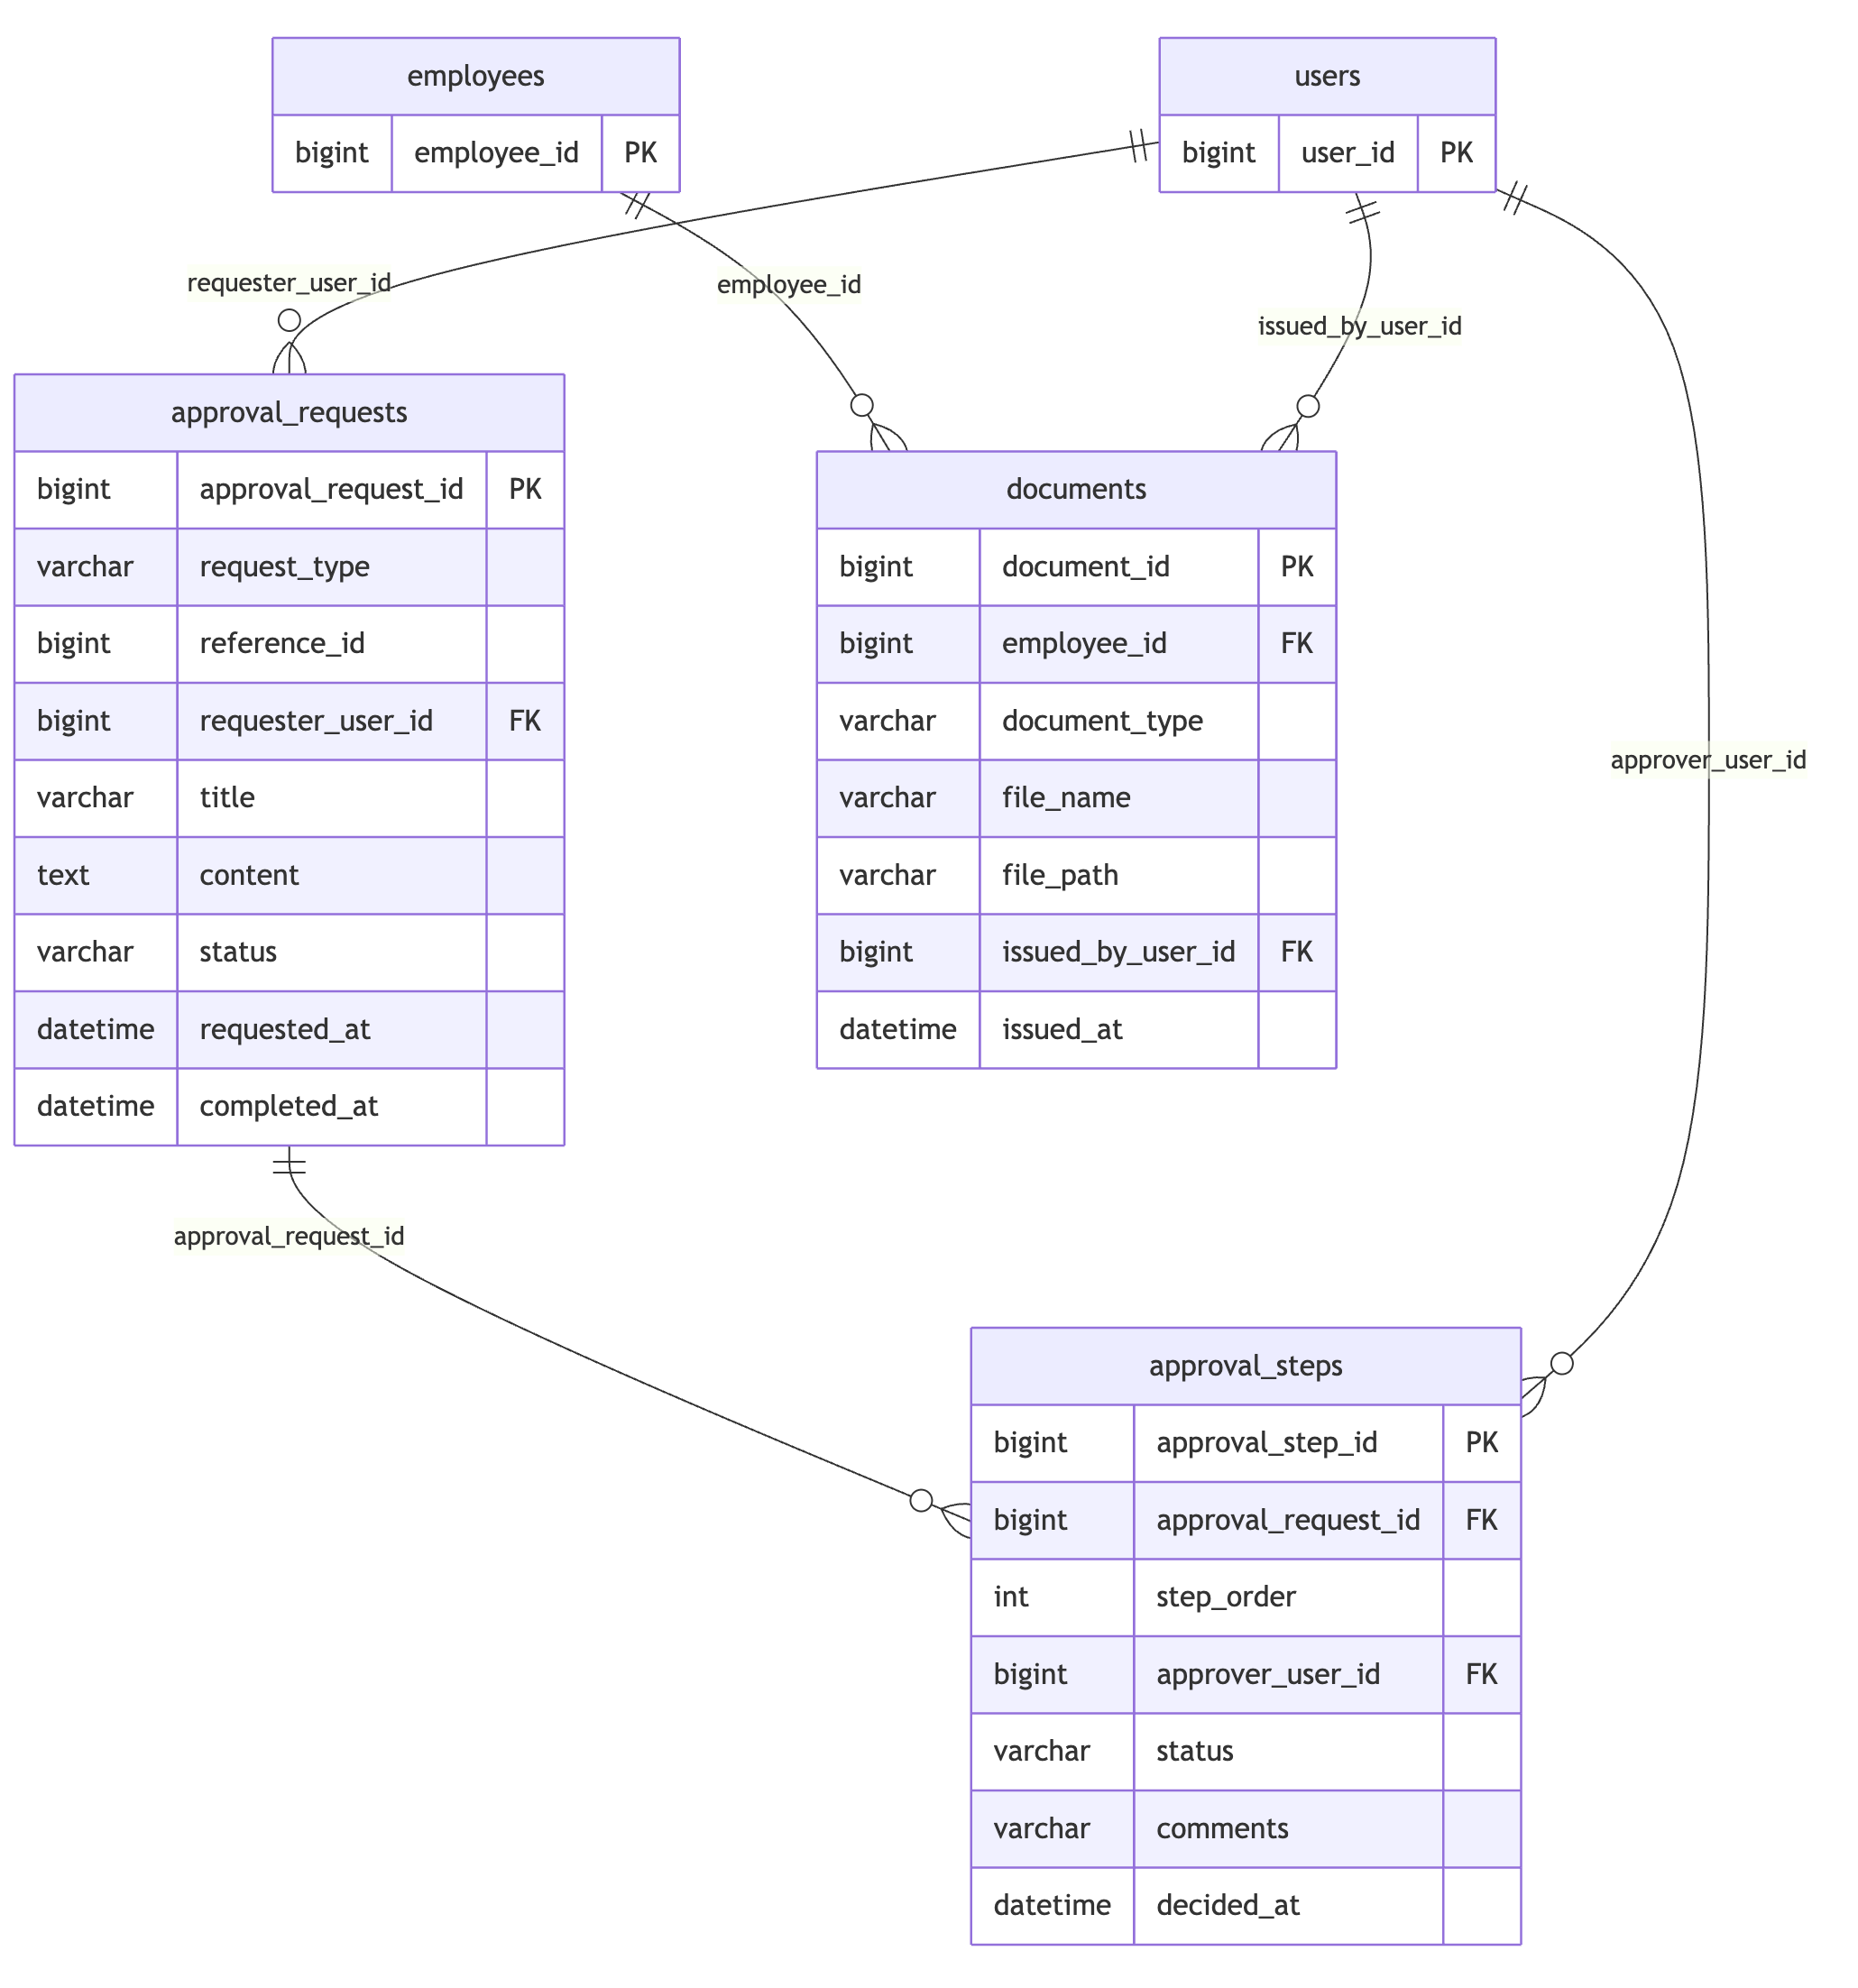 employees
bigint employee_id PK
users
bigint user_id PK
requester_user_id
employee_id
issued_by_user_id
approval_requests
bigint approval_request_id PK
varchar request_type
bigint reference_id
bigint requester_user_id FK
varchar title
text content
varchar status
datetime requested_at
datetime completed_at
documents
bigint document_id PK
bigint employee_id FK
varchar document_type
varchar file_name
varchar file_path
bigint issued_by_user_id FK
datetime issued_at
approver_user_id
approval_request_id
approval_steps
bigint approval_step_id PK
bigint approval_request_id FK
int step_order
bigint approver_user_id FK
varchar status
varchar comments
datetime decided_at